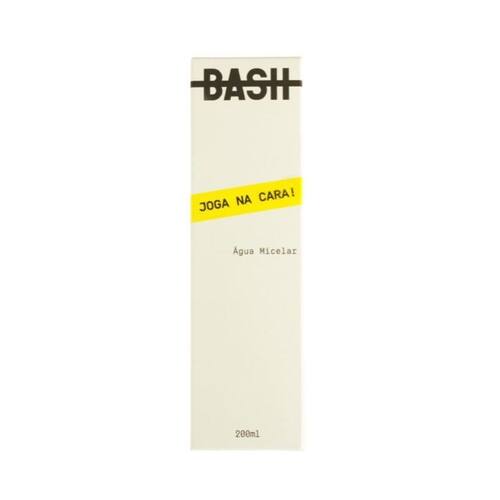 BASH
JOGA NA CARA!
Água Micelar
200ml